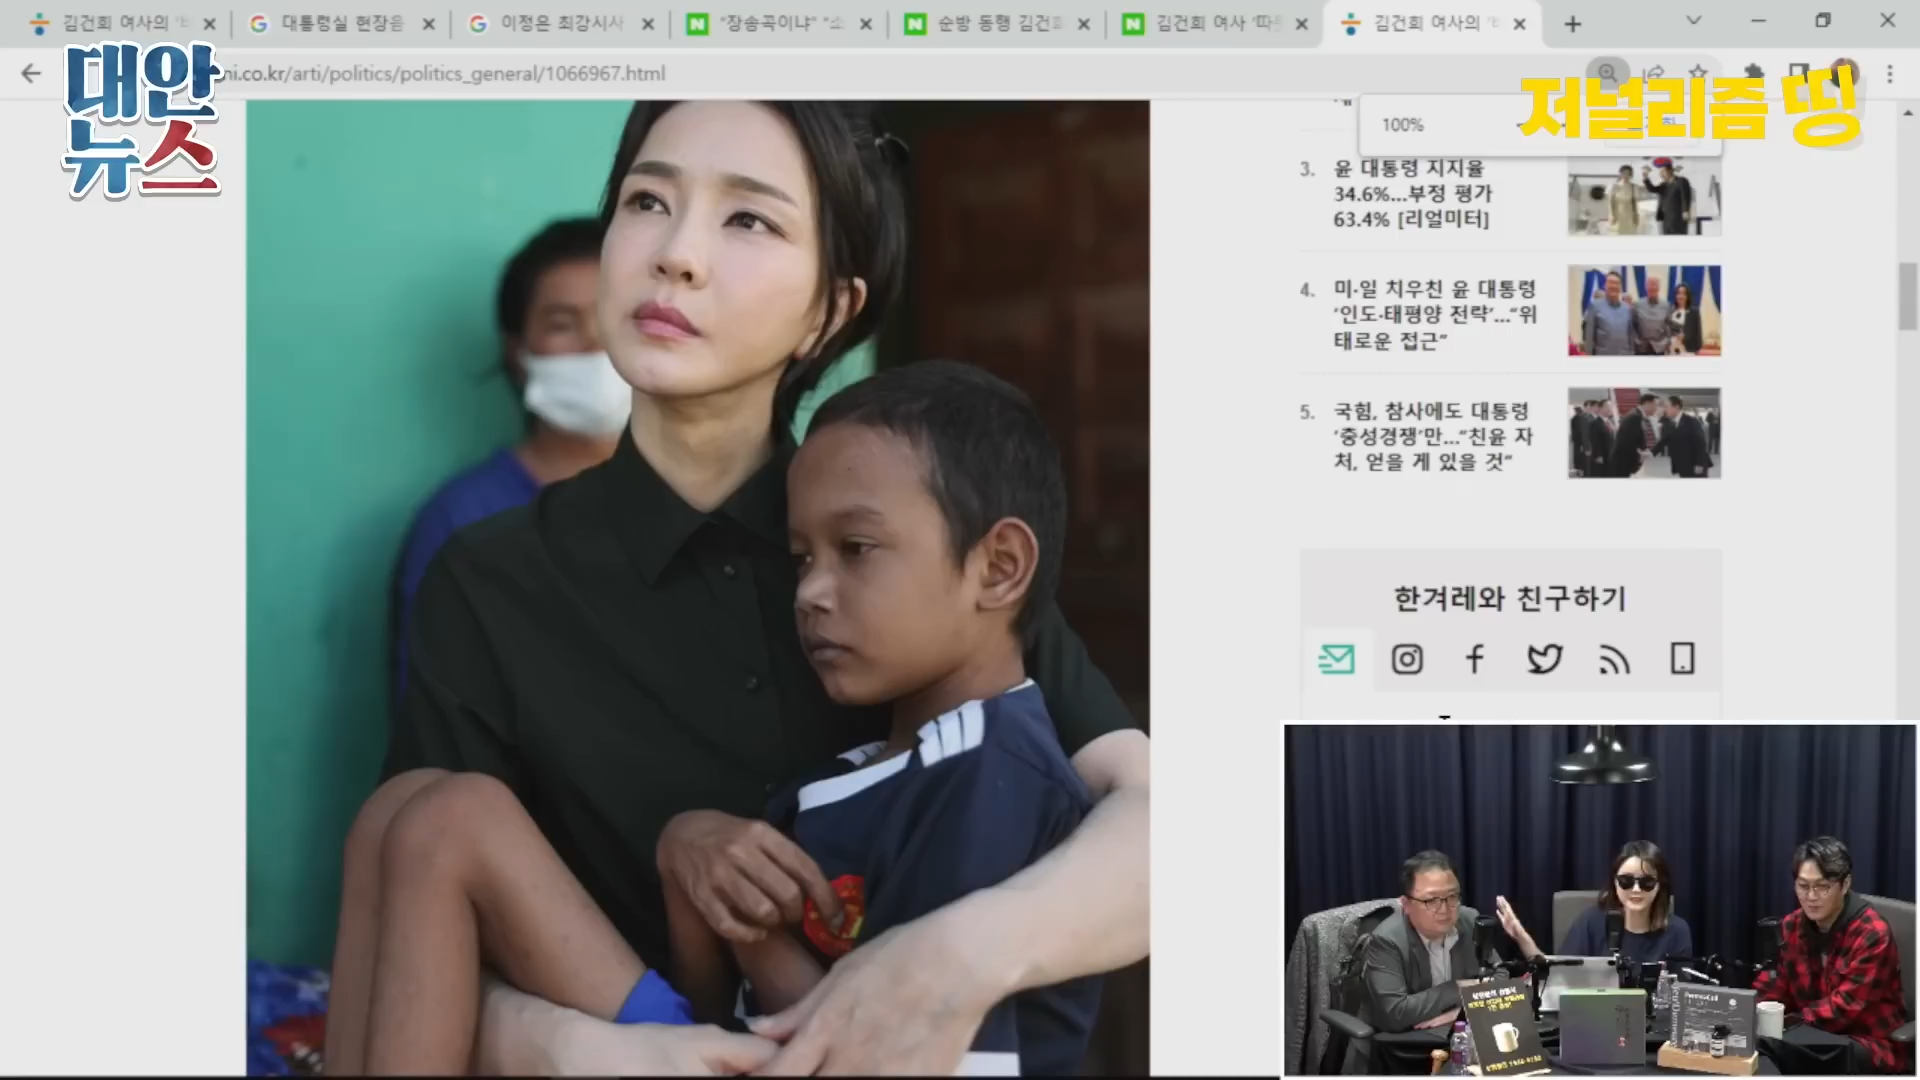 김건희 여사의 '비
대통령실 현장음
이정은 최강시사
"장송곡이냐" "소
순방 동행 김건희
김건희 여사 '따뜻
김건희 여사의 '비
ni.co.kr/arti/politics/politics_general/1066967.html
대안
뉴스
저널리즘 띵
100%
3. 윤 대통령 지지율
34.6%...부정 평가
63.4% [리얼미터]
4. 미·일 치우친 윤 대통령
'인도·태평양 전략'..."위
태로운 접근"
5. 국힘, 참사에도 대통령
'충성경쟁'만..."친윤 자
처, 얻을 게 있을 것"
한겨레와 친구하기